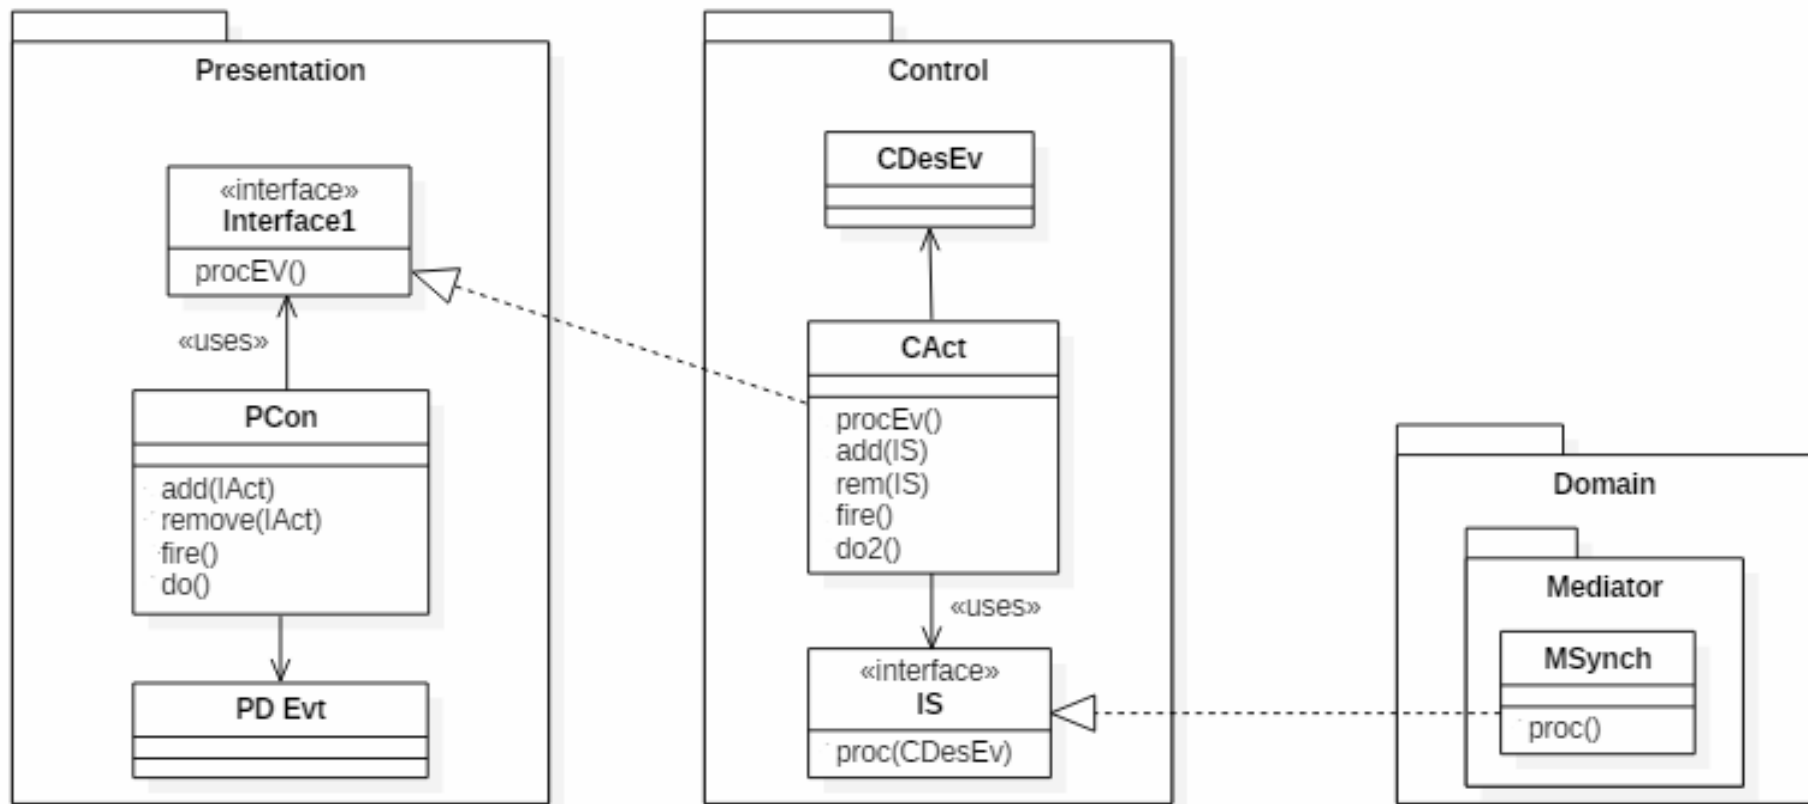 Presentation
«interface»
Interface1
procEV()
«uses»
PCon
add(IAct)
remove(IAct)
fire()
do()
PD Evt
Control
CDesEv
CAct
procEv()
add(IS)
rem(IS)
fire()
do2()
«uses»
«interface»
IS
proc(CDesEv)
Domain
Mediator
MSynch
proc()